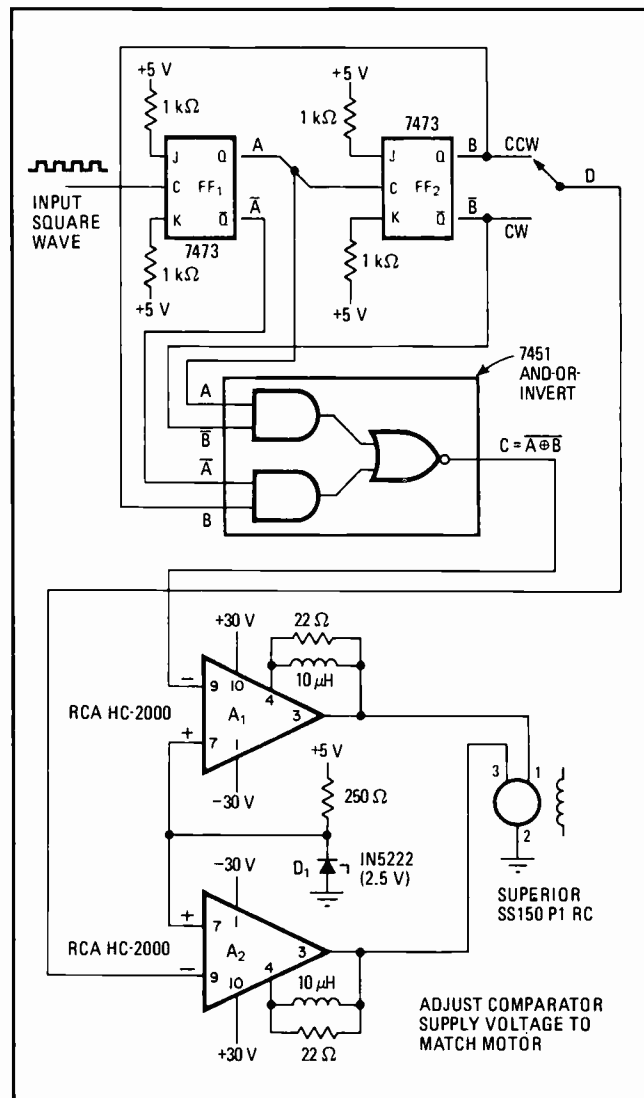 +5 V
1 kΩ
J Q A
C FF1
K Q̅ A̅
7473
1 kΩ
+5 V
INPUT
SQUARE
WAVE
+5 V
1 kΩ
7473
J Q B
C FF2
K Q̅ B̅
1 kΩ
+5 V
CCW
D
CW
7451
AND-OR-
INVERT
A
B̅
A̅
B
C = A̅ ⊕ B̅
+30 V
22 Ω
10 μH
RCA HC-2000
− 9 10 4
A1 3
+ 7 1
−30 V
+5 V
250 Ω
D1 IN5222
(2.5 V)
3 1
2
SUPERIOR
SS150 P1 RC
−30 V
RCA HC-2000
+ 7 1
A2 3
− 9 10 4
10 μH
22 Ω
+30 V
ADJUST COMPARATOR
SUPPLY VOLTAGE TO
MATCH MOTOR